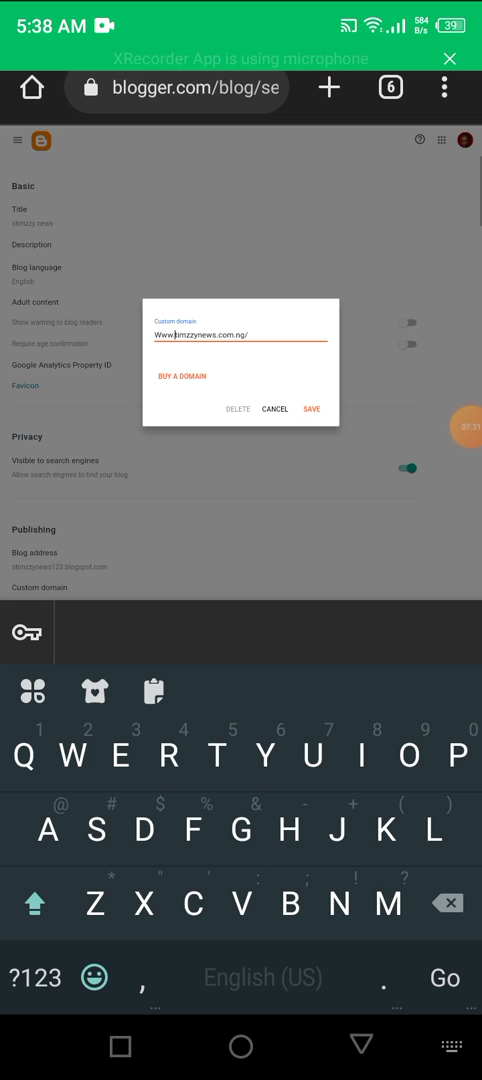 5:38 AM
584
B/s
39
XRecorder App is using microphone
blogger.com/blog/se
6
Basic
Title
stimzzy news
Description
Blog language
English
Adult content
Show warning to blog readers
Require age confirmation
Google Analytics Property ID
Favicon
Custom domain
Www.timzzynews.com.ng/
BUY A DOMAIN
DELETE CANCEL SAVE
07:31
Privacy
Visible to search engines
Allow search engines to find your blog
Publishing
Blog address
stimzzynews123.blogspot.com
Custom domain
1 2 3 4 5 6 7 8 9 0
Q W E R T Y U I O P
@ # $ % & - + ( )
A S D F G H J K L
* " ' : ; ! ?
Z X C V B N M
?123 , English (US) . Go